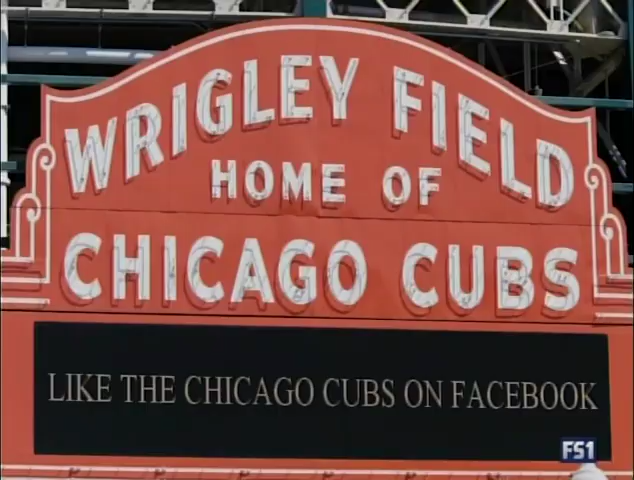 WRIGLEY FIELD
HOME OF
CHICAGO CUBS
LIKE THE CHICAGO CUBS ON FACEBOOK
FS1